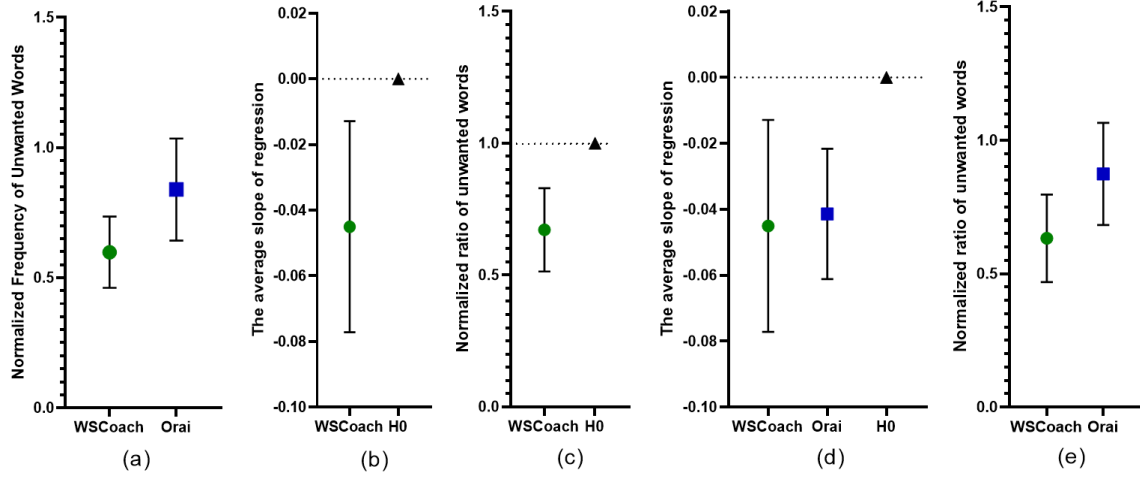 Normalized Frequency of Unwanted Words
1.5
1.0
0.5
0.0
WSCoach Orai
(a)
The average slope of regression
0.02
0.00
-0.02
-0.04
-0.06
-0.08
-0.10
WSCoach H0
(b)
Normalized ratio of unwanted words
1.5
1.0
0.5
0.0
WSCoach H0
(c)
The average slope of regression
0.02
0.00
-0.02
-0.04
-0.06
-0.08
-0.10
WSCoach Orai H0
(d)
Normalized ratio of unwanted words
1.5
1.0
0.5
0.0
WSCoach Orai
(e)